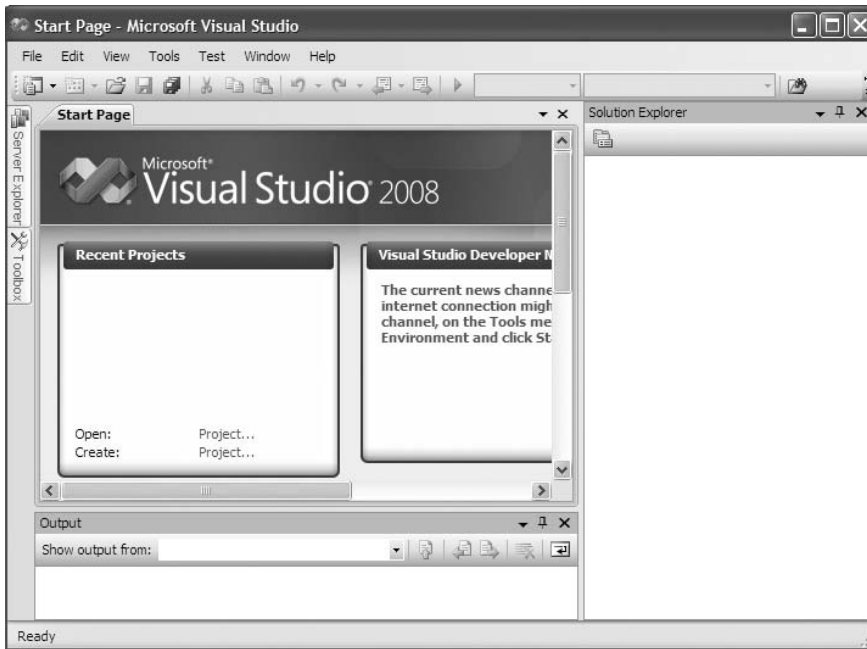 Start Page - Microsoft Visual Studio
File Edit View Tools Test Window Help
Server Explorer
Toolbox
Start Page
Microsoft®
Visual Studio® 2008
Recent Projects
Open: Project...
Create: Project...
Visual Studio Developer N
The current news channe
internet connection migh
channel, on the Tools me
Environment and click St
Solution Explorer
Output
Show output from:
Ready